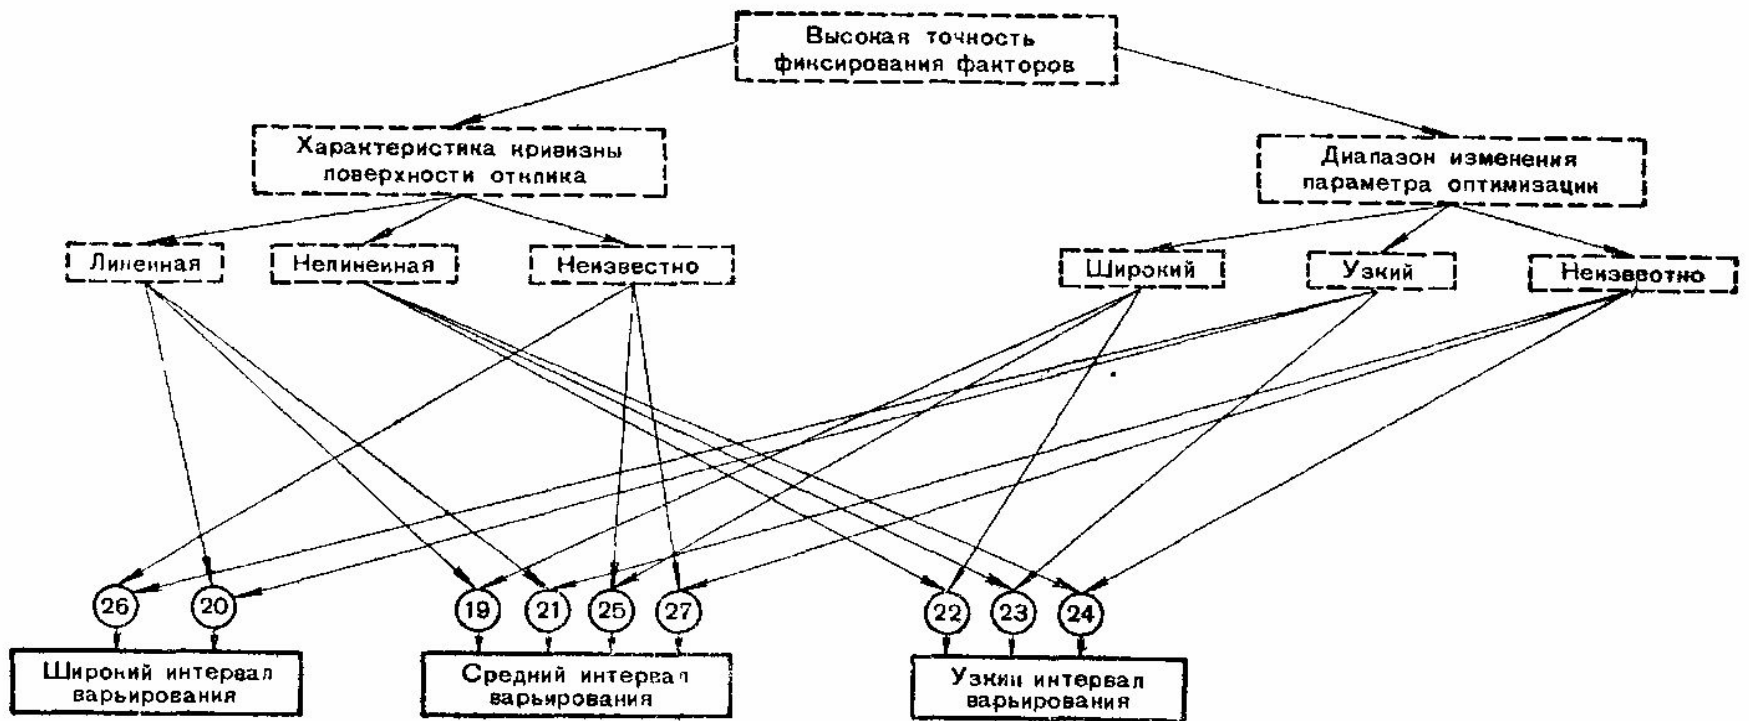 Высокая точность
фиксирования факторов
Характеристика кривизны
поверхности отклика
Диапазон изменения
параметра оптимизации
Линейная
Нелинейная
Неизвестно
Широкий
Узкий
Неизвестно
26
20
19
21
25
27
22
23
24
Широкий интервал
варьирования
Средний интервал
варьирования
Узкий интервал
варьирования